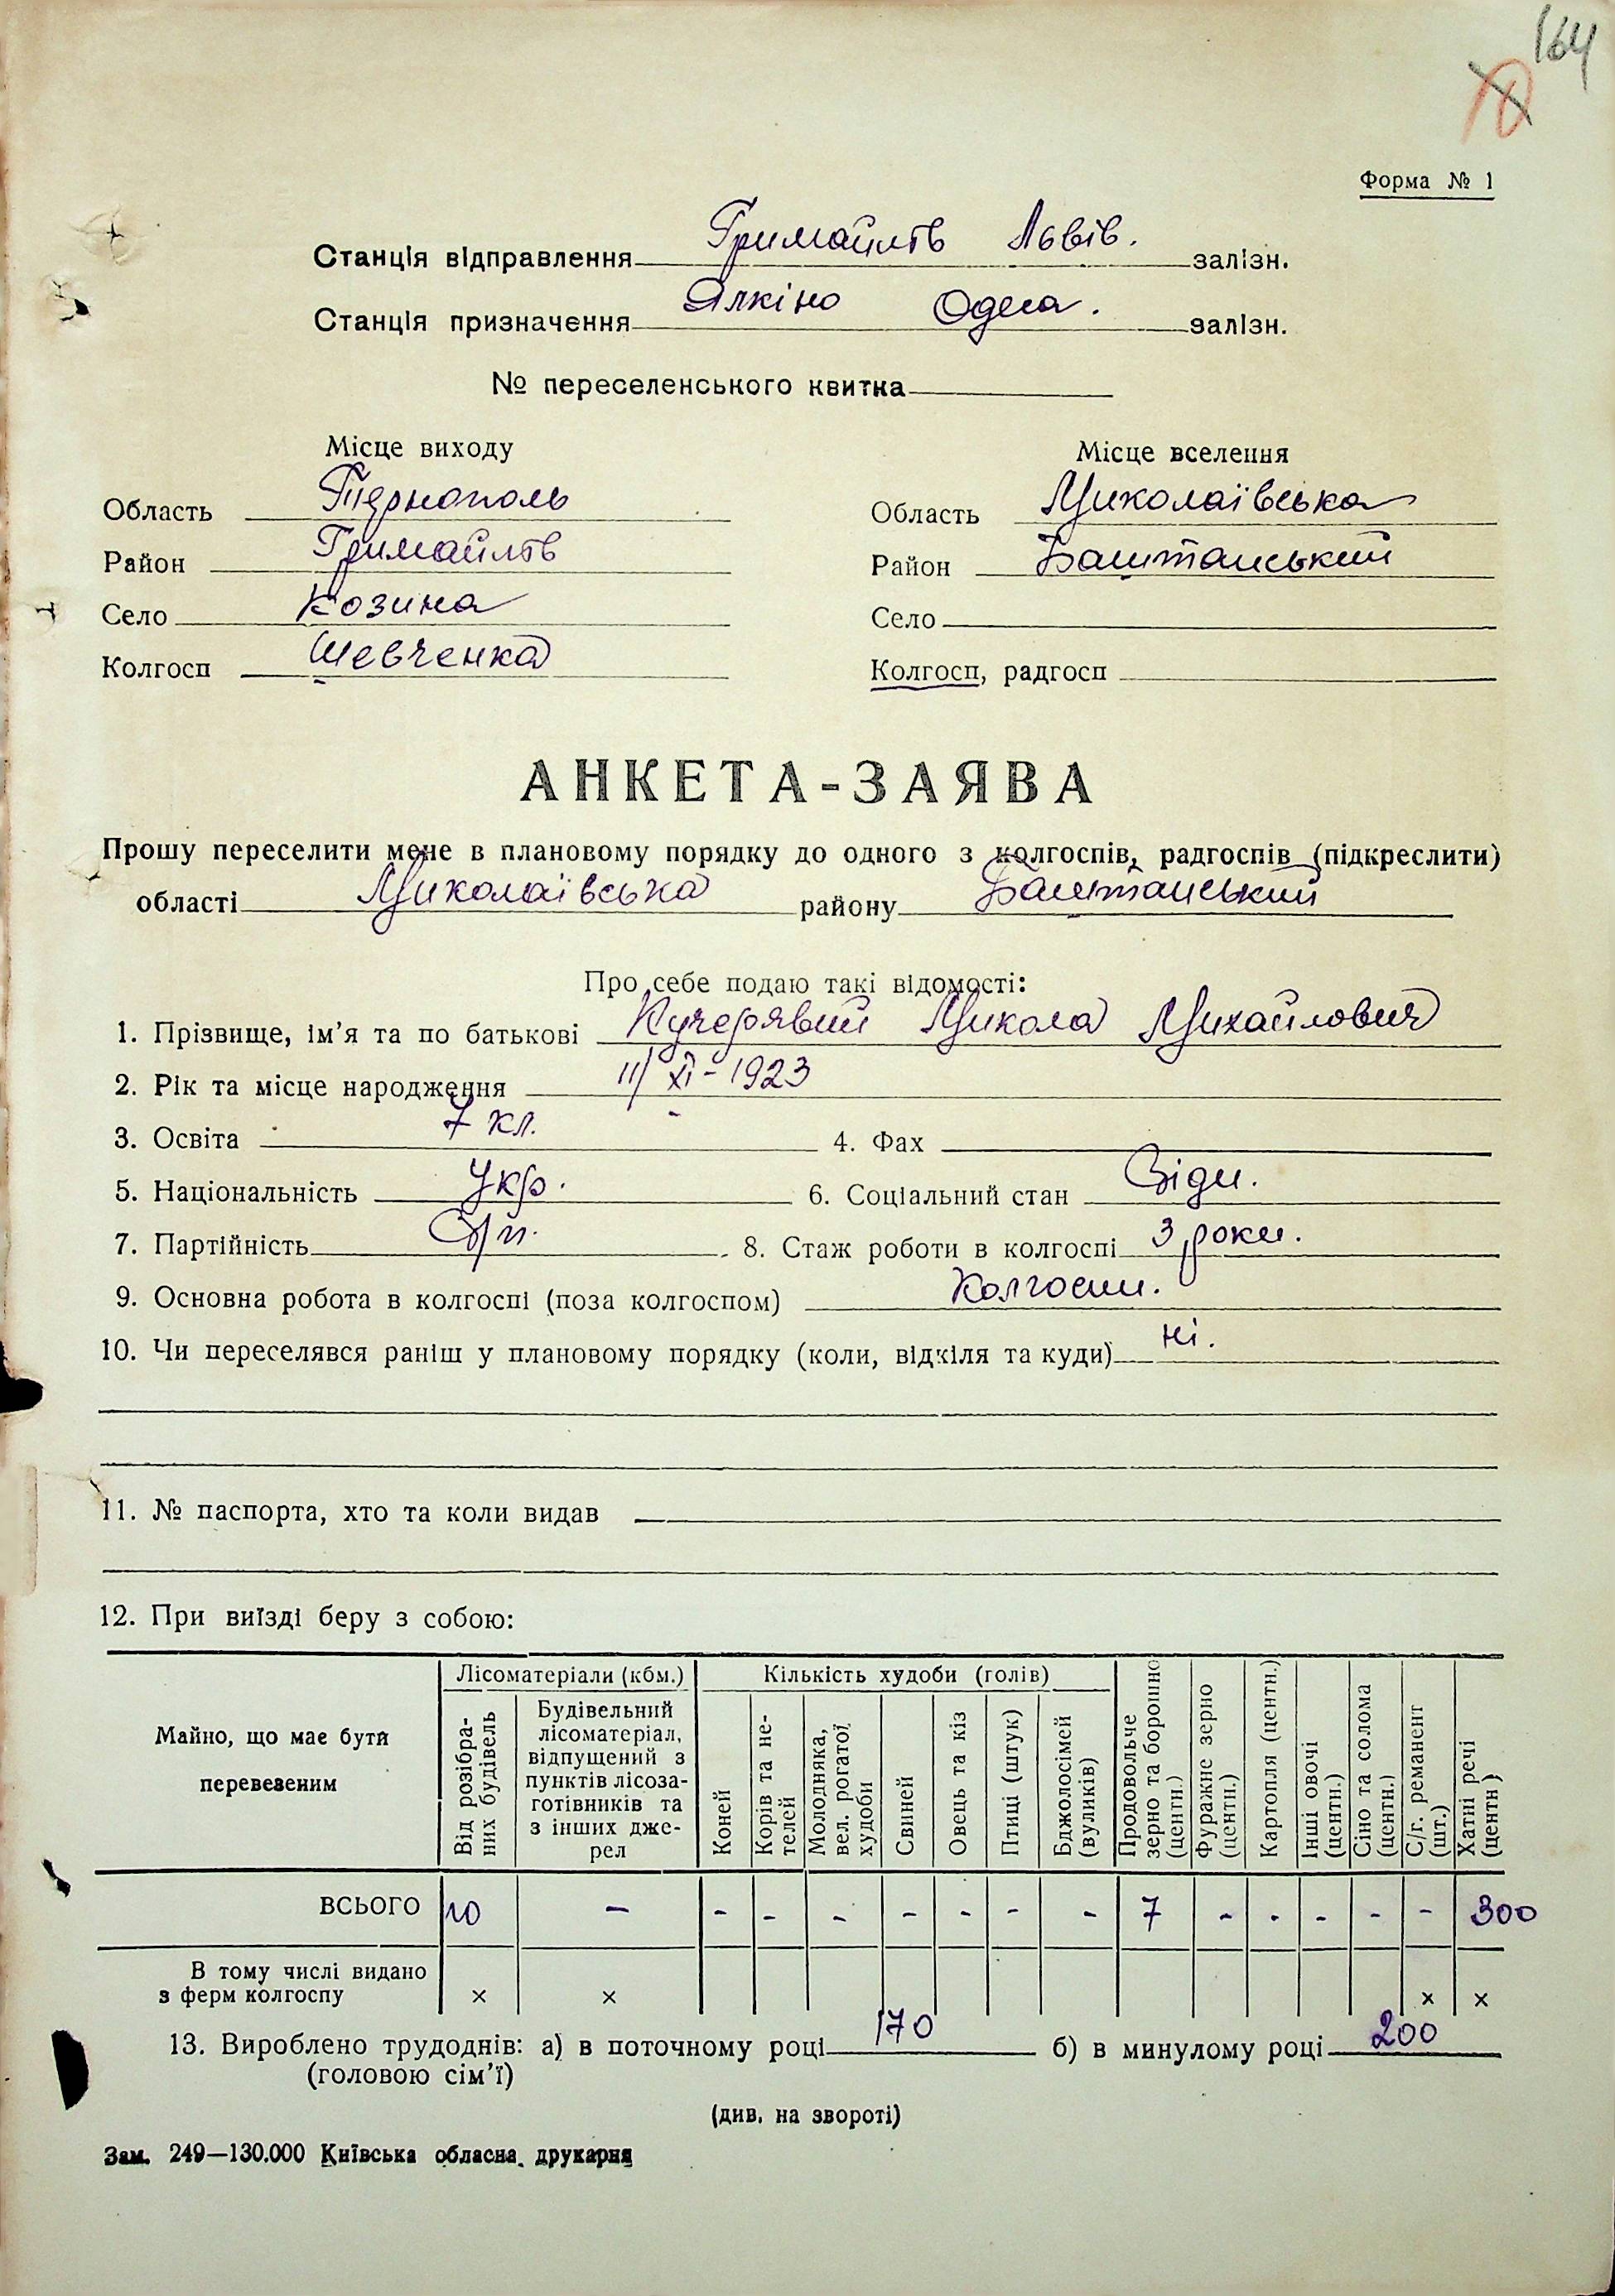 164
Форма № 1
Станція відправлення Гримайлів Львів. залізн.
Станція призначення Ялкіно Одеса. залізн.
№ переселенського квитка
Місце виходу
Місце вселення
Область Тернополь
Область Миколаївська
Район Гримайлів
Район Баштанський
Село Козина
Село
Колгосп Шевченка
Колгосп, радгосп
АНКЕТА-ЗАЯВА
Прошу переселити мене в плановому порядку до одного з колгоспів, радгоспів (підкреслити)
області Миколаївська району Баштанський
Про себе подаю такі відомості:
1. Прізвище, ім’я та по батькові Кучерявий Микола Михайлович
2. Рік та місце народження 11/XI-1923
3. Освіта 7 кл. 4. Фах
5. Національність Укр. 6. Соціальний стан Бідн.
7. Партійність б/п. 8. Стаж роботи в колгоспі 3 роки.
9. Основна робота в колгоспі (поза колгоспом) Колгоспн.
10. Чи переселявся раніш у плановому порядку (коли, відкіля та куди) ні.
11. № паспорта, хто та коли видав
12. При виїзді беру з собою:
Майно, що має бути перевезеним
Лісоматеріали (кбм.)
Кількість худоби (голів)
Від розібраних будівель
Будівельний лісоматеріал, відпущений з пунктів лісоза-готівників та з інших дже-рел
Коней
Корів та не-телей
Молодняка, вел. рогатої худоби
Свиней
Овець та кіз
Птиці (штук)
Бджолосімей (вуликів)
Продовольче зерно та борошно (центн.)
Фуражне зерно (центн.)
Картопля (центн.)
Інші овочі (центн.)
Сіно та солома (центн.)
С/г. реманент (шт.)
Хатні речі (центн)
ВСЬОГО 10 - - - - - - - - 7 - - - - - 300
В тому числі видано з ферм колгоспу × × × ×
13. Вироблено трудоднів: а) в поточному році 170 б) в минулому році 200
(головою сім’ї)
(див. на звороті)
Зам. 249—130.000 Київська обласна друкарня